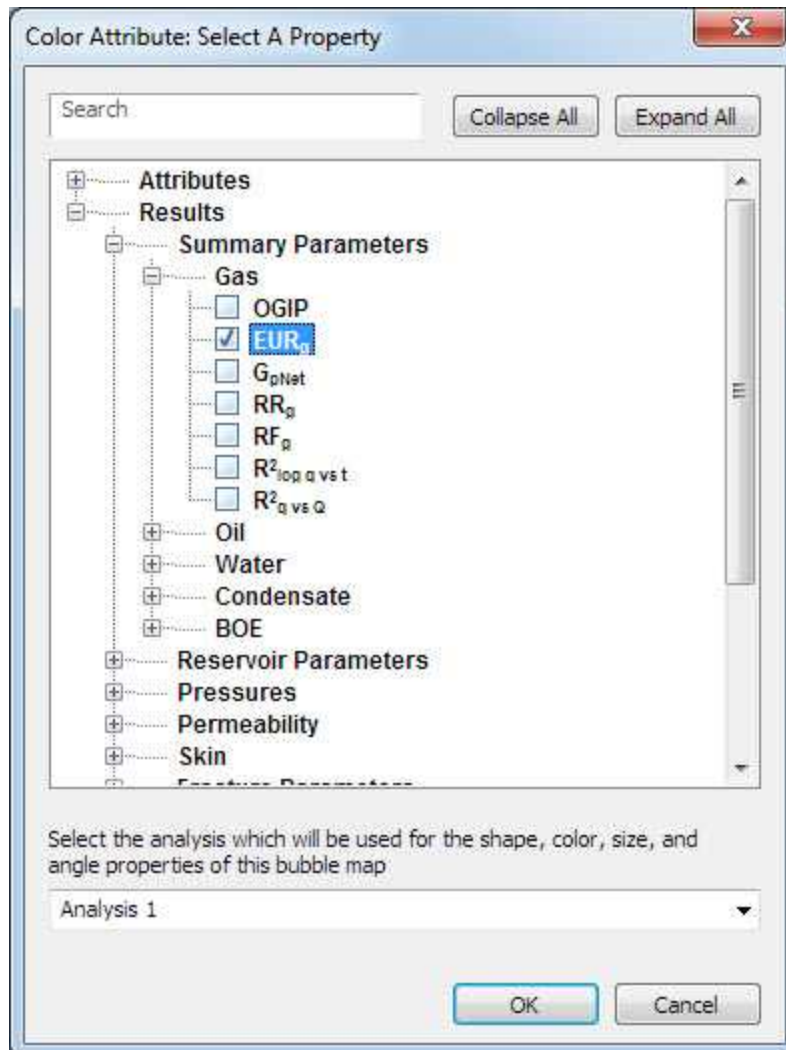 Color Attribute: Select A Property
Search
Collapse All
Expand All
Attributes
Results
Summary Parameters
Gas
OGIP
EURg
GpNet
RRg
RFg
R²log q vs t
R²q vs Q
Oil
Water
Condensate
BOE
Reservoir Parameters
Pressures
Permeability
Skin
Select the analysis which will be used for the shape, color, size, and
angle properties of this bubble map
Analysis 1
OK
Cancel